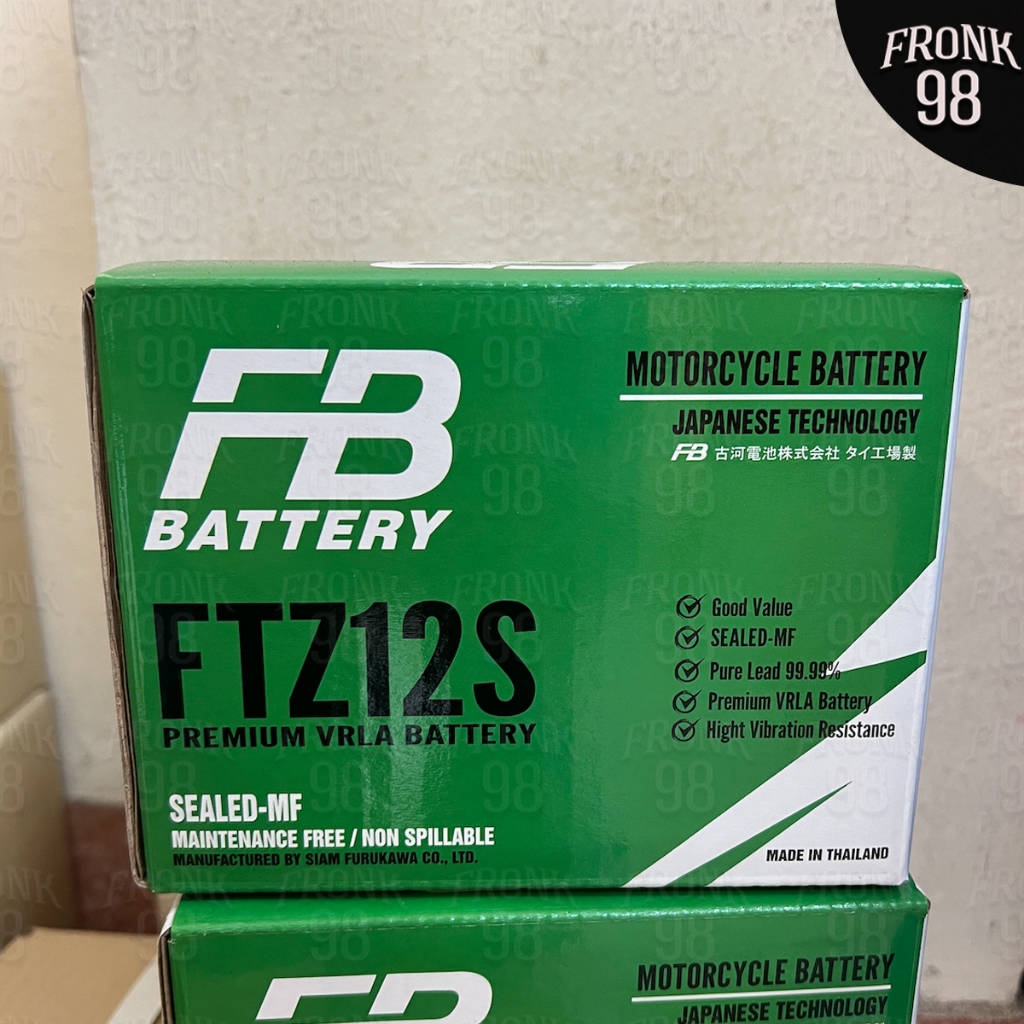 FRONK
98
FB
BATTERY
MOTORCYCLE BATTERY
JAPANESE TECHNOLOGY
FB 古河電池株式会社 タイ工場製
FTZ12S
PREMIUM VRLA BATTERY
Good Value
SEALED-MF
Pure Lead 99.99%
Premium VRLA Battery
Hight Vibration Resistance
SEALED-MF
MAINTENANCE FREE / NON SPILLABLE
MANUFACTURED BY SIAM FURUKAWA CO., LTD.
MADE IN THAILAND
FB
MOTORCYCLE BATTERY
JAPANESE TECHNOLOGY